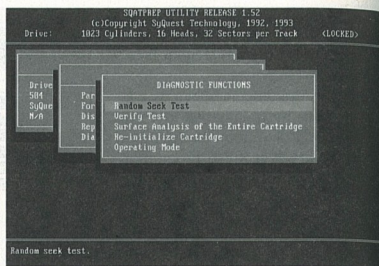 SQATPREP UTILITY RELEASE 1.52
(c)Copyright SyQuest Technology, 1992, 1993
Drive: 1023 Cylinders, 16 Heads, 32 Sectors per Track <LOCKED>
DIAGNOSTIC FUNCTIONS
Drive
584
SyQue
N/A
Par
For
Dis
Rep
Dia
Random Seek Test
Verify Test
Surface Analysis of the Entire Cartridge
Re-initialize Cartridge
Operating Mode
Random seek test.